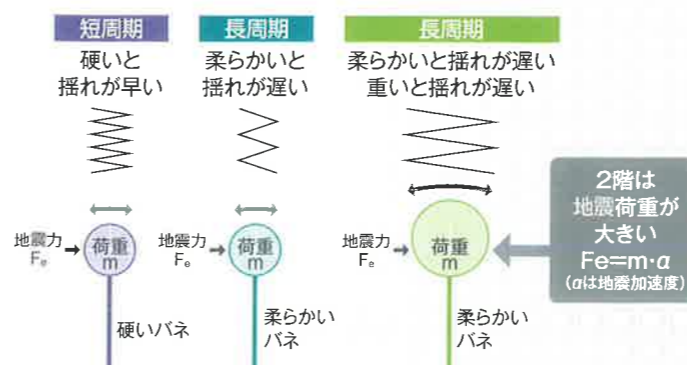 短周期
硬いと
揺れが早い
地震力
Fe
荷重
m
硬いバネ
長周期
柔らかいと
揺れが遅い
地震力
Fe
荷重
m
柔らかい
バネ
長周期
柔らかいと揺れが遅い
重いと揺れが遅い
地震力
Fe
荷重
m
柔らかい
バネ
2階は
地震荷重が
大きい
Fe=m·α
(αは地震加速度)